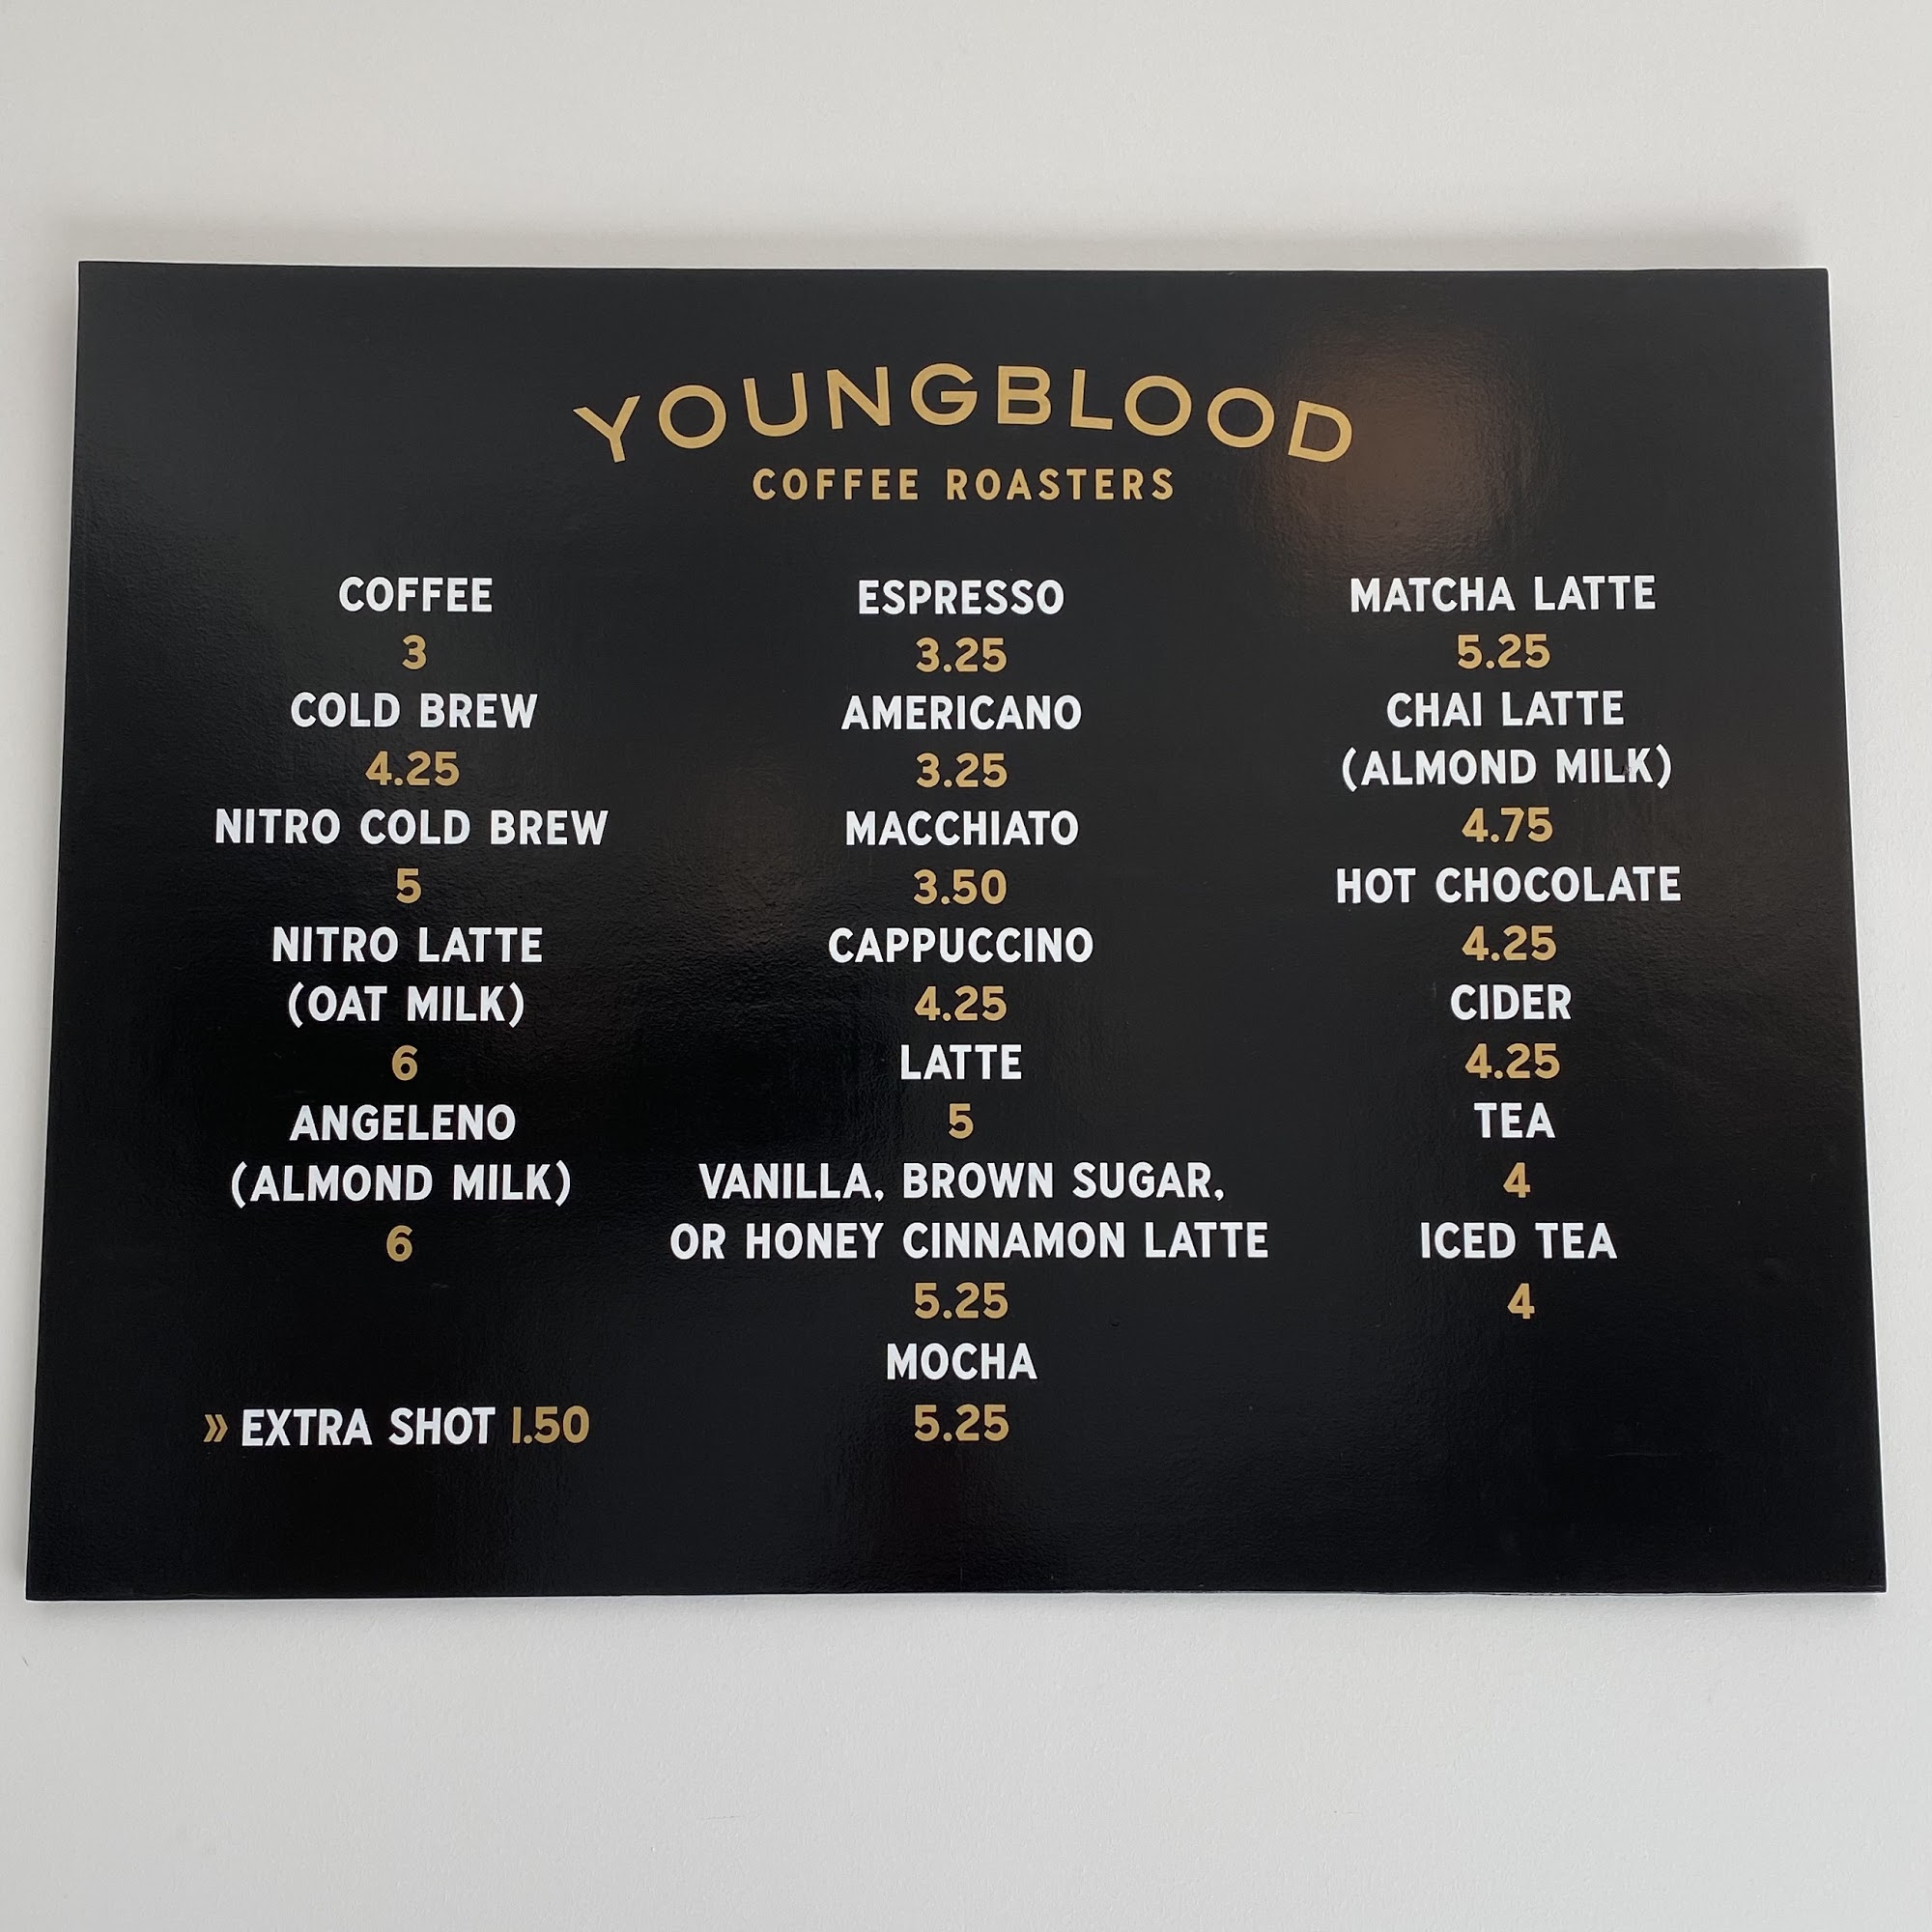 YOUNGBLOOD
COFFEE ROASTERS
COFFEE
3
COLD BREW
4.25
NITRO COLD BREW
5
NITRO LATTE
(OAT MILK)
6
ANGELENO
(ALMOND MILK)
6
» EXTRA SHOT 1.50
ESPRESSO
3.25
AMERICANO
3.25
MACCHIATO
3.50
CAPPUCCINO
4.25
LATTE
5
VANILLA, BROWN SUGAR,
OR HONEY CINNAMON LATTE
5.25
MOCHA
5.25
MATCHA LATTE
5.25
CHAI LATTE
(ALMOND MILK)
4.75
HOT CHOCOLATE
4.25
CIDER
4.25
TEA
4
ICED TEA
4